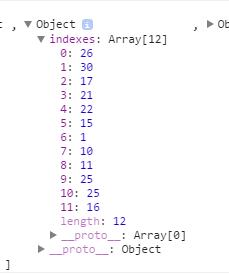 , ▼ Object i , ▶ Ob
▼ indexes: Array[12]
0: 26
1: 30
2: 17
3: 21
4: 22
5: 15
6: 1
7: 10
8: 11
9: 25
10: 25
11: 16
length: 12
▶ __proto__: Array[0]
▶ __proto__: Object
]